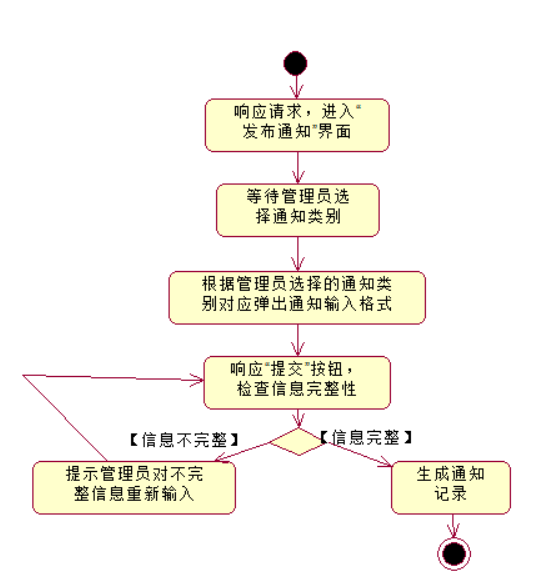 响应请求，进入“
发布通知”界面
等待管理员选
择通知类别
根据管理员选择的通知类
别对应弹出通知输入格式
响应“提交”按钮，
检查信息完整性
【信息不完整】
【信息完整】
提示管理员对不完
整信息重新输入
生成通知
记录